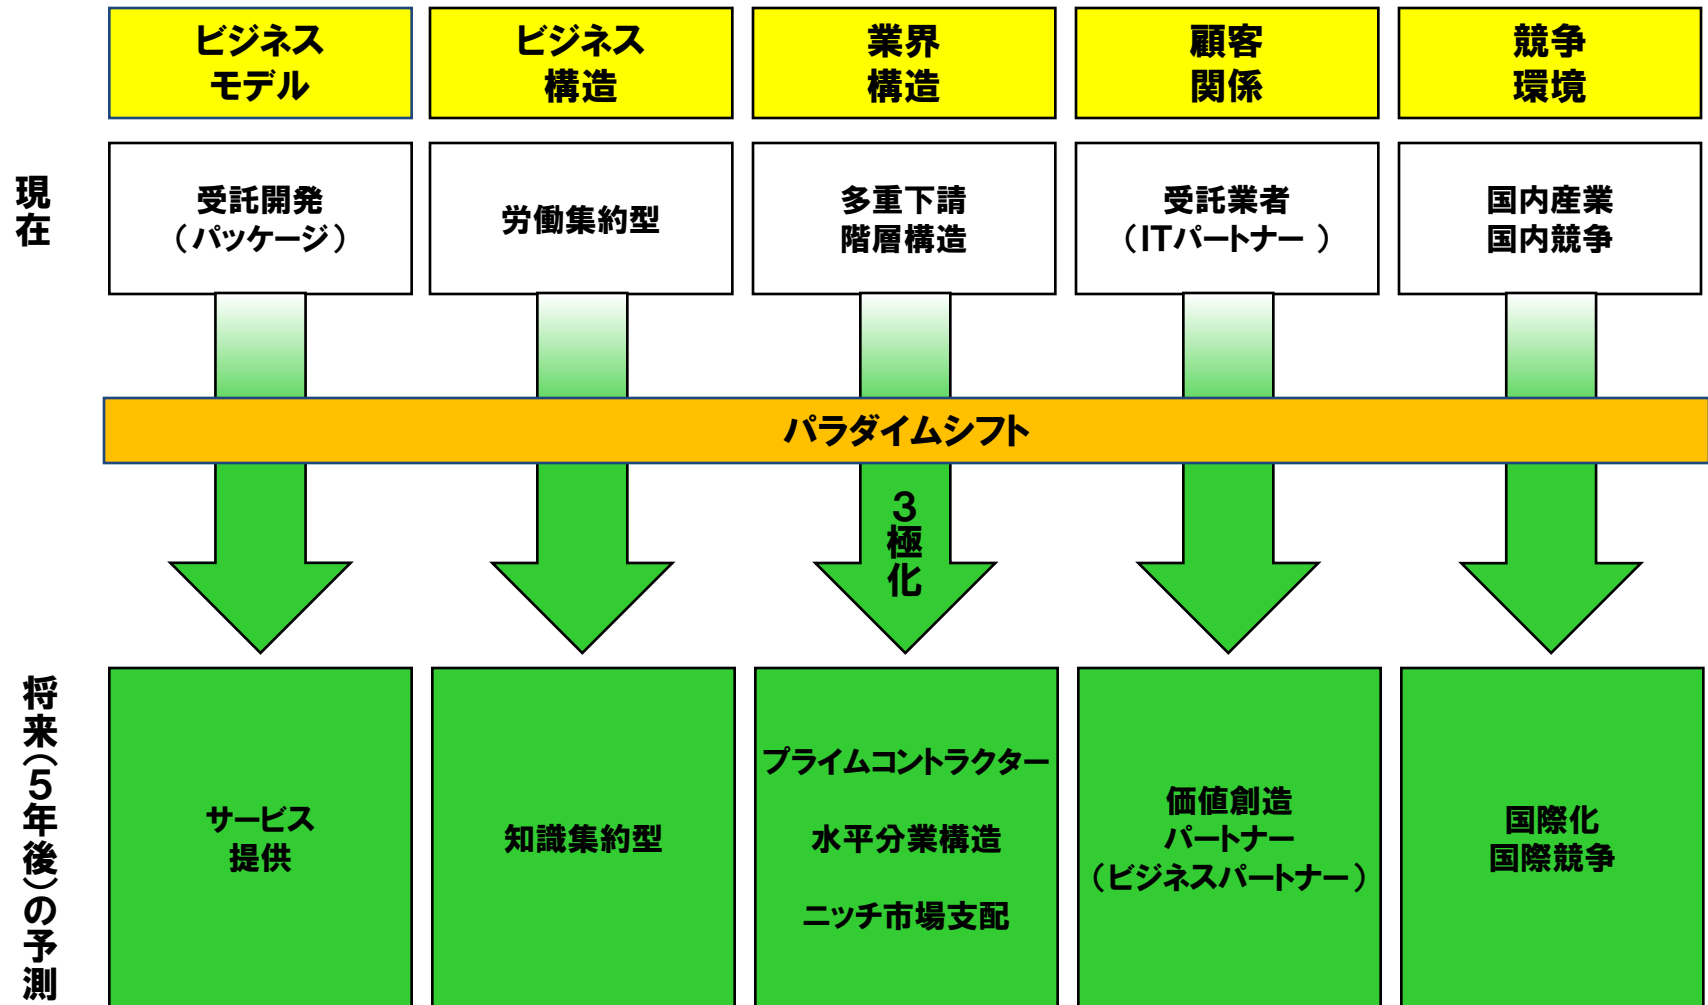 ビジネス
モデル
ビジネス
構造
業界
構造
顧客
関係
競争
環境
現在
受託開発
（パッケージ）
労働集約型
多重下請
階層構造
受託業者
（ITパートナー ）
国内産業
国内競争
パラダイムシフト
３極化
将来（５年後）の予測
サービス
提供
知識集約型
プライムコントラクター
水平分業構造
ニッチ市場支配
価値創造
パートナー
（ビジネスパートナー）
国際化
国際競争